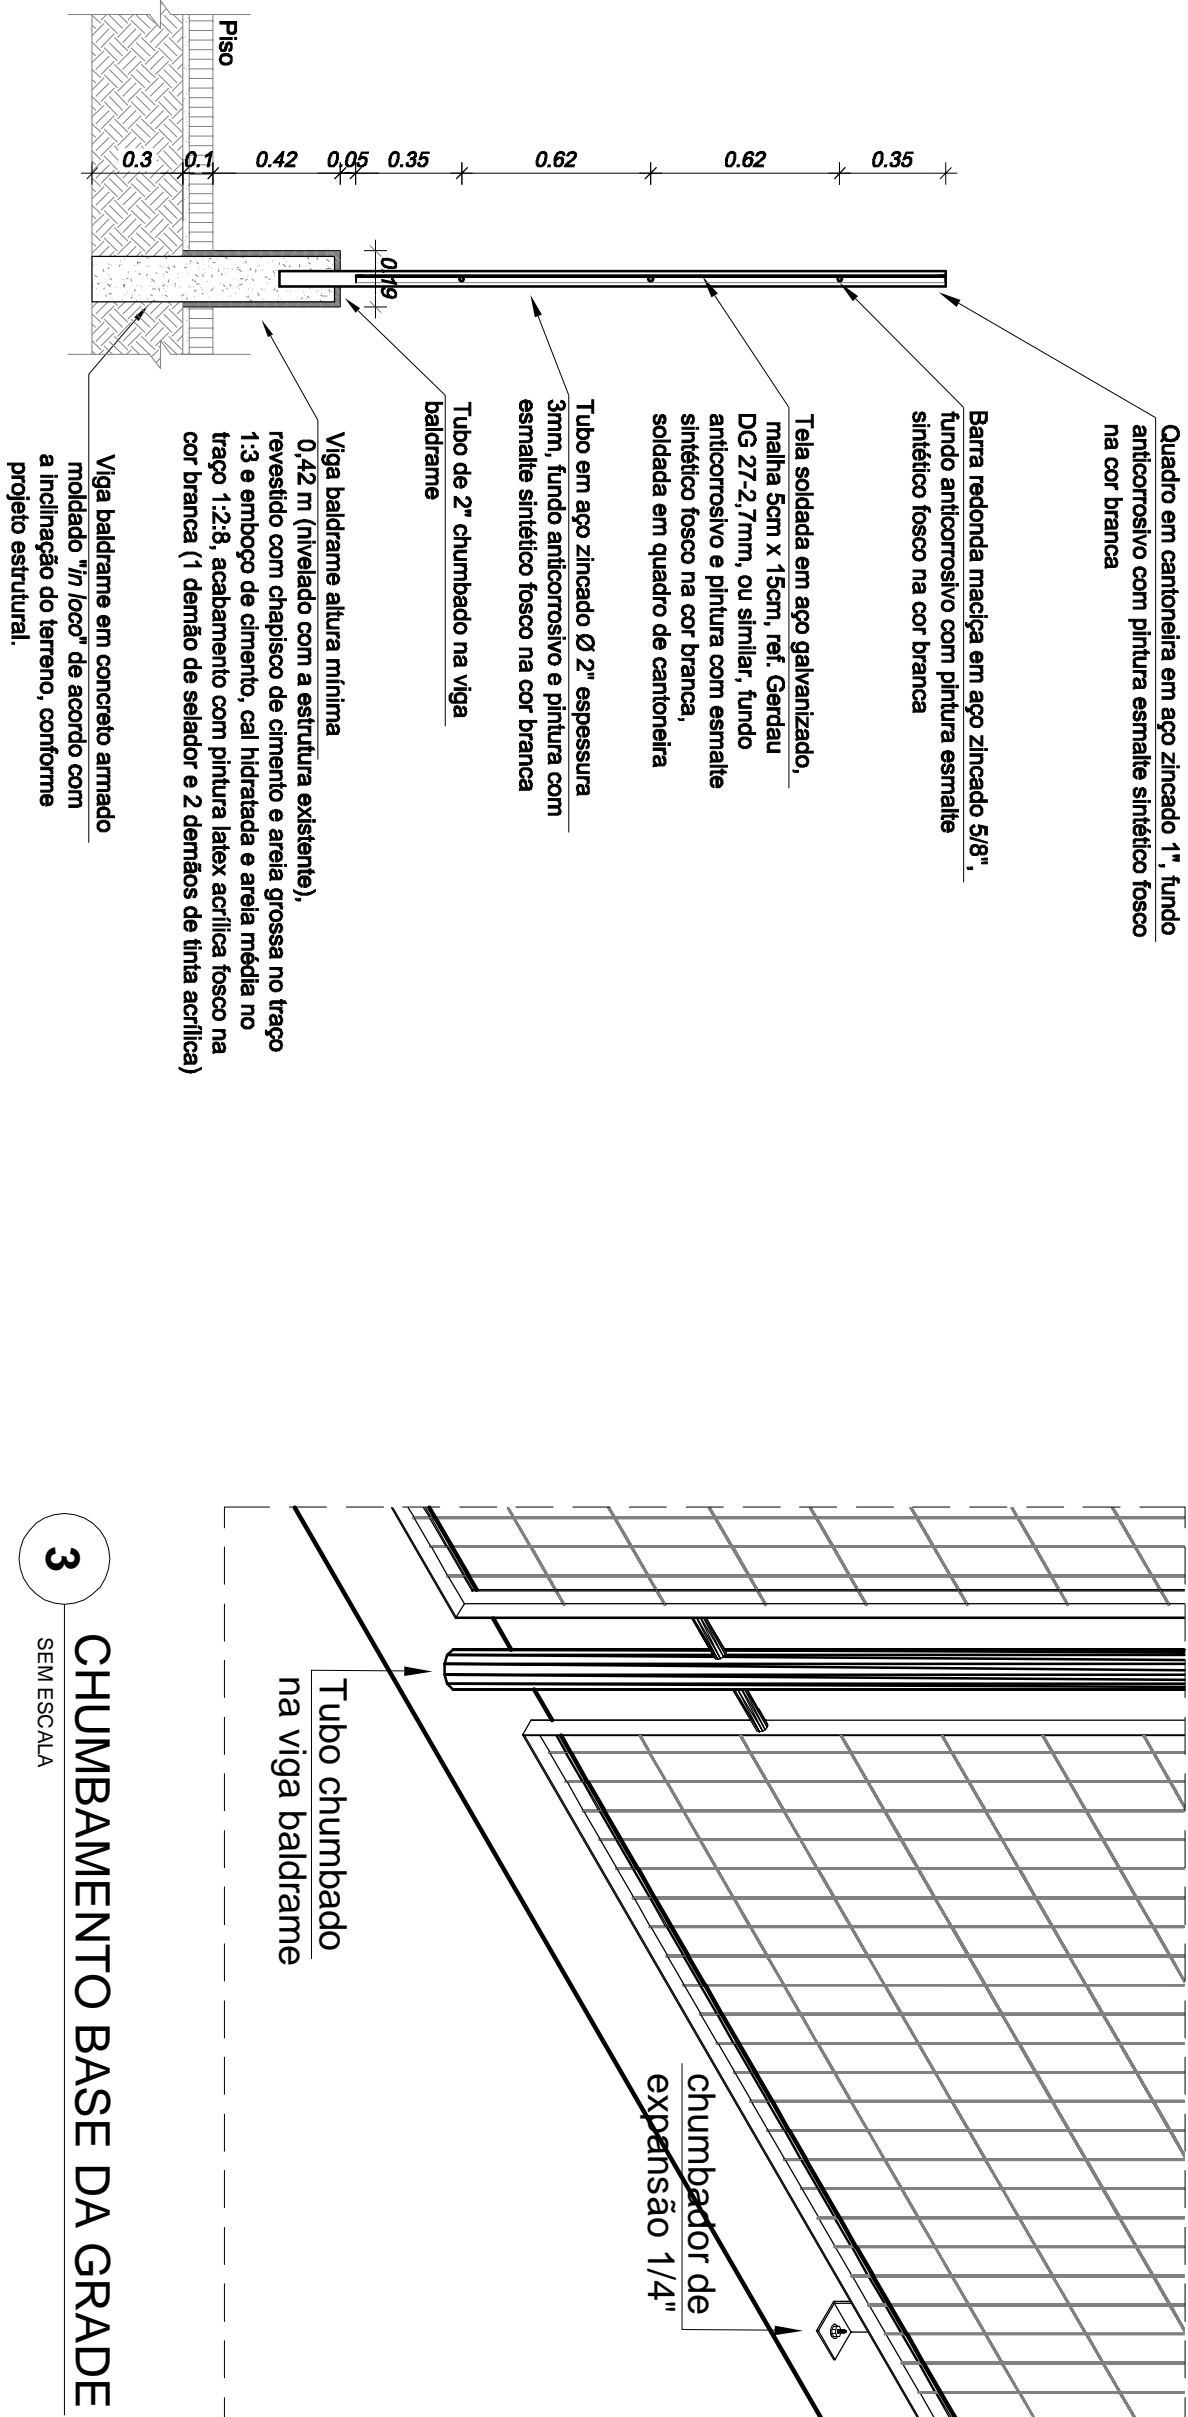 Quadro em cantoneira em aço zincado 1", fundo
anticorrosivo com pintura esmalte sintético fosco
na cor branca
Barra redonda maciça em aço zincado 5/8",
fundo anticorrosivo com pintura esmalte
sintético fosco na cor branca
Tela soldada em aço galvanizado,
malha 5cm x 15cm, ref. Gerdau
DG 27-2,7mm, ou similar, fundo
anticorrosivo e pintura com esmalte
sintético fosco na cor branca,
soldada em quadro de cantoneira
Tubo em aço zincado Ø 2" espessura
3mm, fundo anticorrosivo e pintura com
esmalte sintético fosco na cor branca
Tubo de 2" chumbado na viga
baldrame
Viga baldrame altura mínima
0,42 m (nivelado com a estrutura existente),
revestido com chapisco de cimento e areia grossa no traço
1:3 e emboço de cimento, cal hidratada e areia média no
traço 1:2:8, acabamento com pintura latex acrílica fosco na
cor branca (1 demão de selador e 2 demãos de tinta acrílica)
Viga baldrame em concreto armado
moldado "in loco" de acordo com
a inclinação do terreno, conforme
projeto estrutural.
0.35
0.62
0.62
0.35
0.05
0.42
0.1
0.3
0.19
Piso
chumbador de
expansão 1/4"
Tubo chumbado
na viga baldrame
3
CHUMBAMENTO BASE DA GRADE
SEM ESCALA